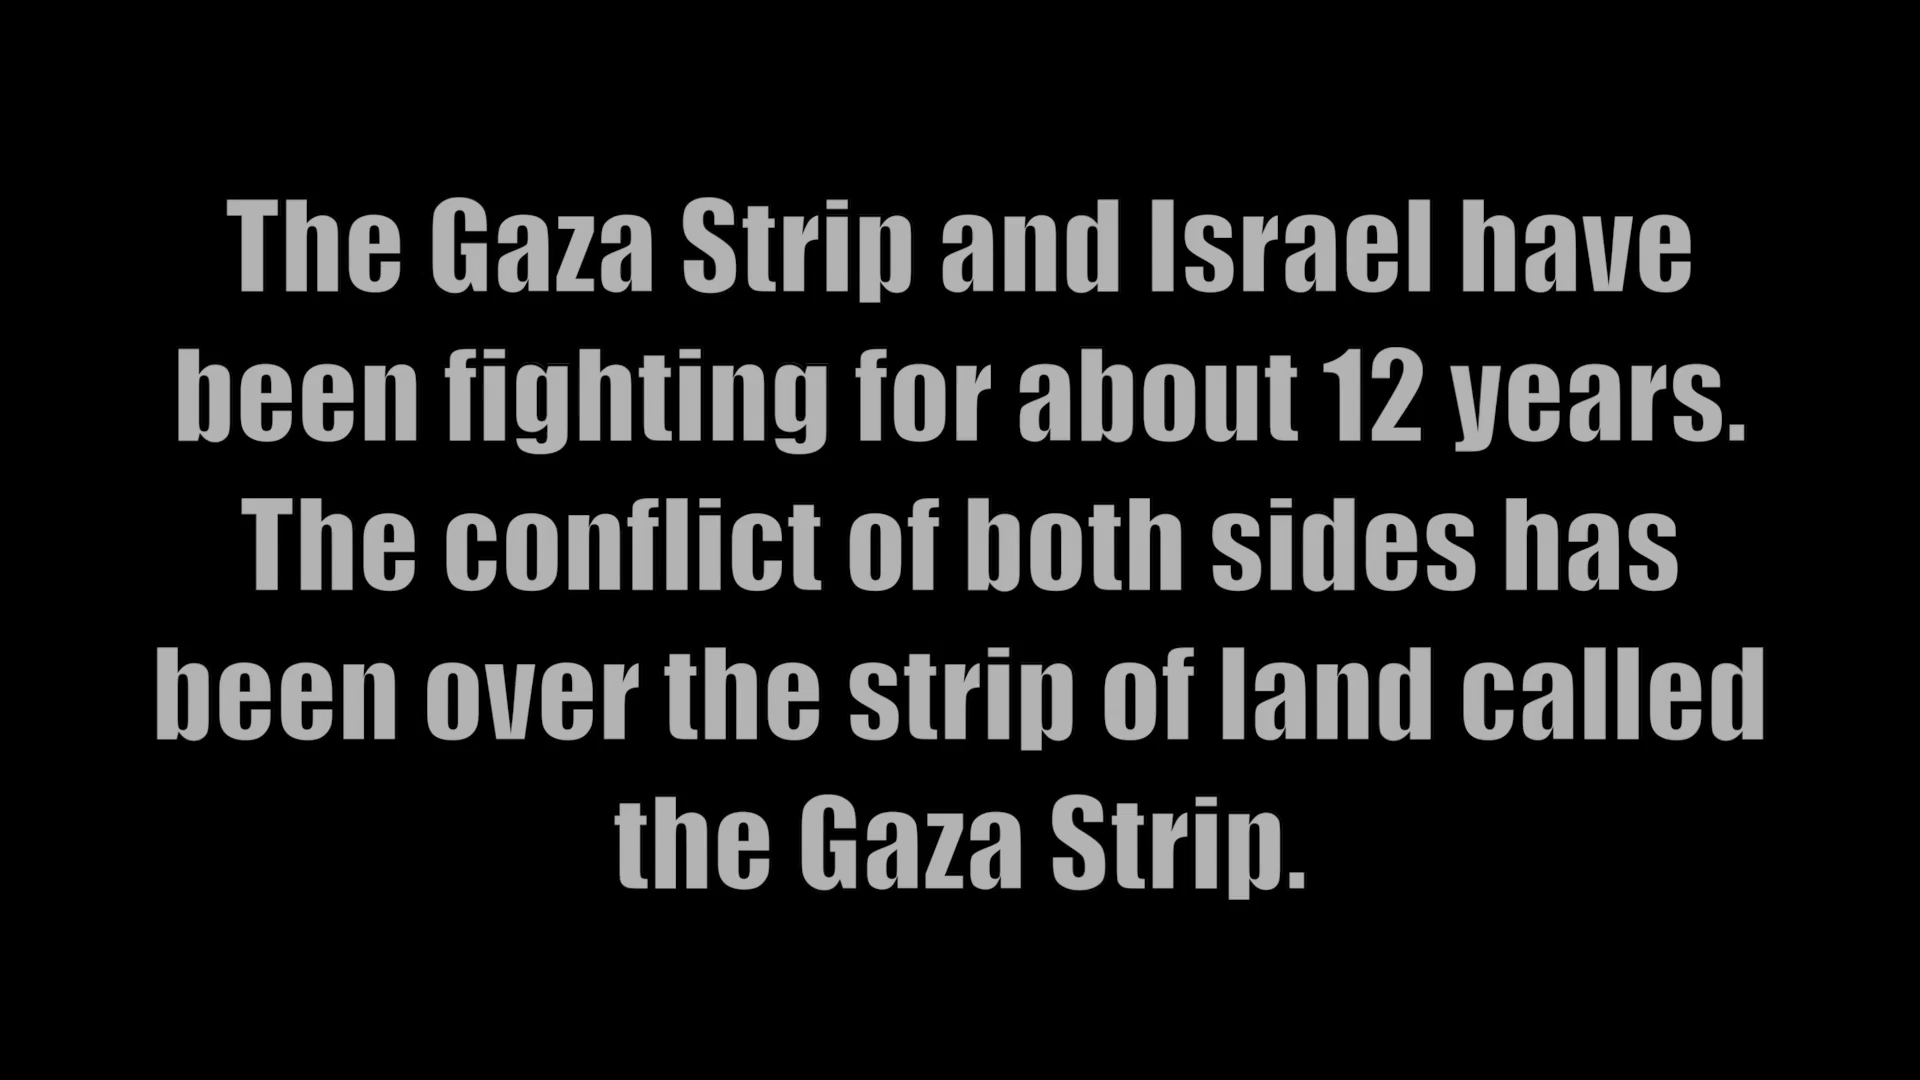 The Gaza Strip and Israel have
been fighting for about 12 years.
The conflict of both sides has
been over the strip of land called
the Gaza Strip.